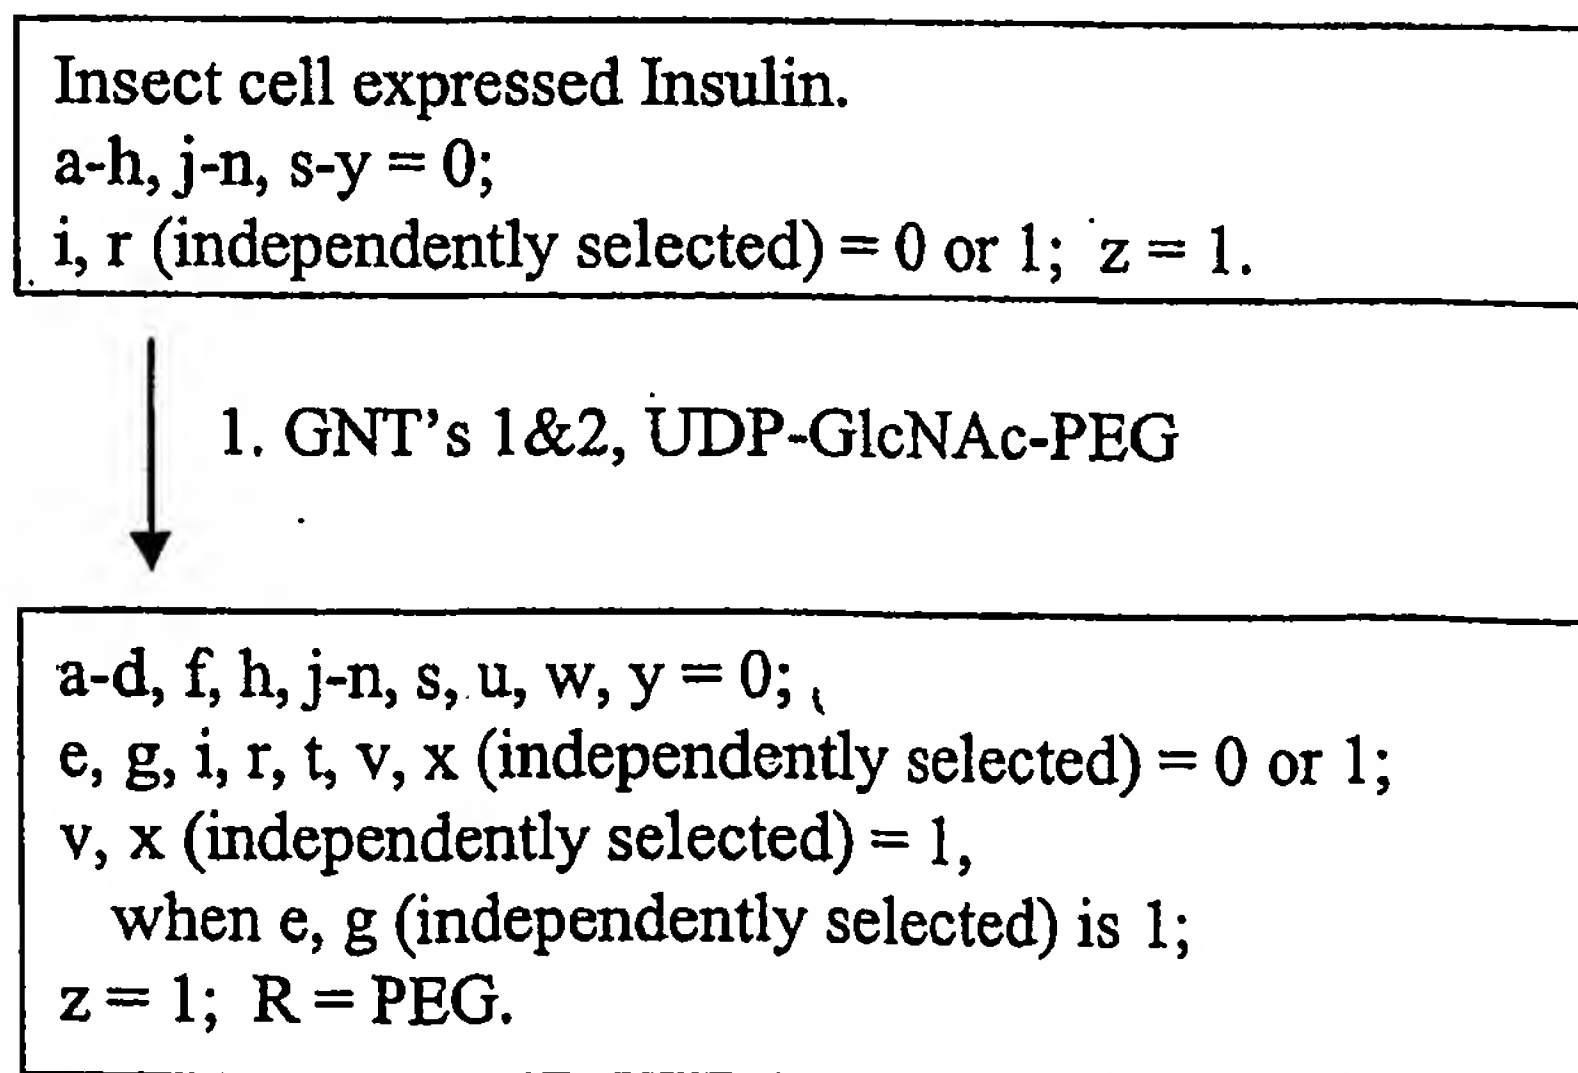 Insect cell expressed Insulin.
a-h, j-n, s-y = 0;
i, r (independently selected) = 0 or 1; z = 1.
1. GNT's 1&2, UDP-GlcNAc-PEG
a-d, f, h, j-n, s, u, w, y = 0;
e, g, i, r, t, v, x (independently selected) = 0 or 1;
v, x (independently selected) = 1,
when e, g (independently selected) is 1;
z = 1; R = PEG.